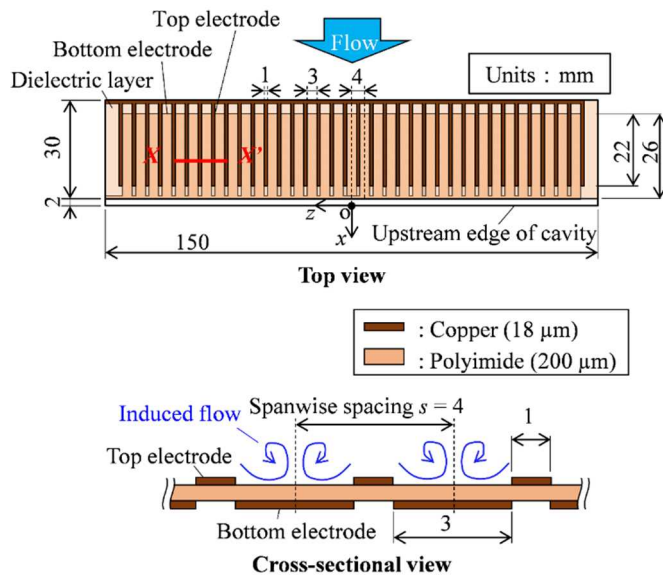 Top electrode
Bottom electrode
Dielectric layer
Flow
Units : mm
1
3
4
30
2
X
X'
22
26
z
o
x
Upstream edge of cavity
150
Top view
: Copper (18 µm)
: Polyimide (200 µm)
Induced flow
Spanwise spacing s = 4
1
Top electrode
Bottom electrode
3
Cross-sectional view